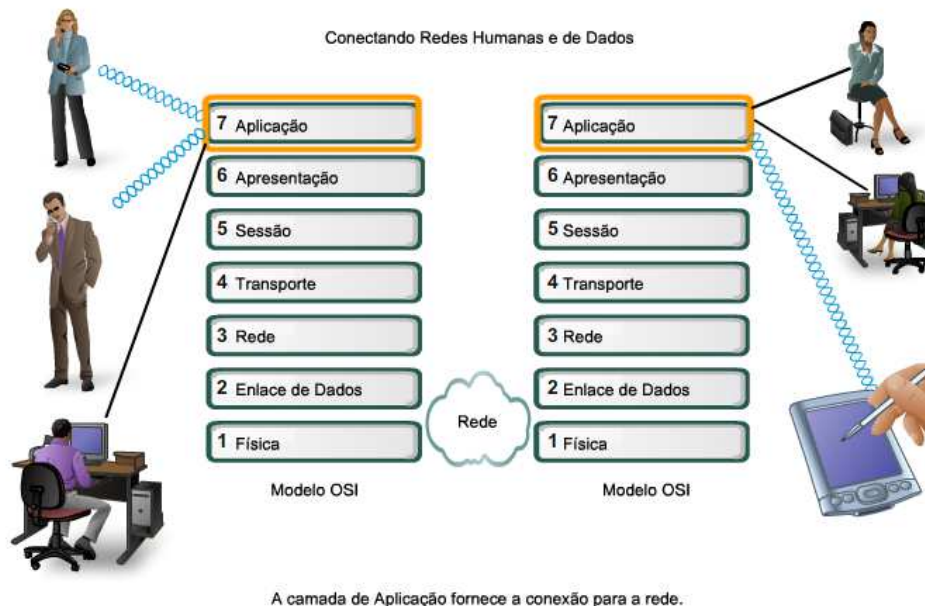 Conectando Redes Humanas e de Dados
7 Aplicação
6 Apresentação
5 Sessão
4 Transporte
3 Rede
2 Enlace de Dados
1 Física
Modelo OSI
Rede
7 Aplicação
6 Apresentação
5 Sessão
4 Transporte
3 Rede
2 Enlace de Dados
1 Física
Modelo OSI
A camada de Aplicação fornece a conexão para a rede.